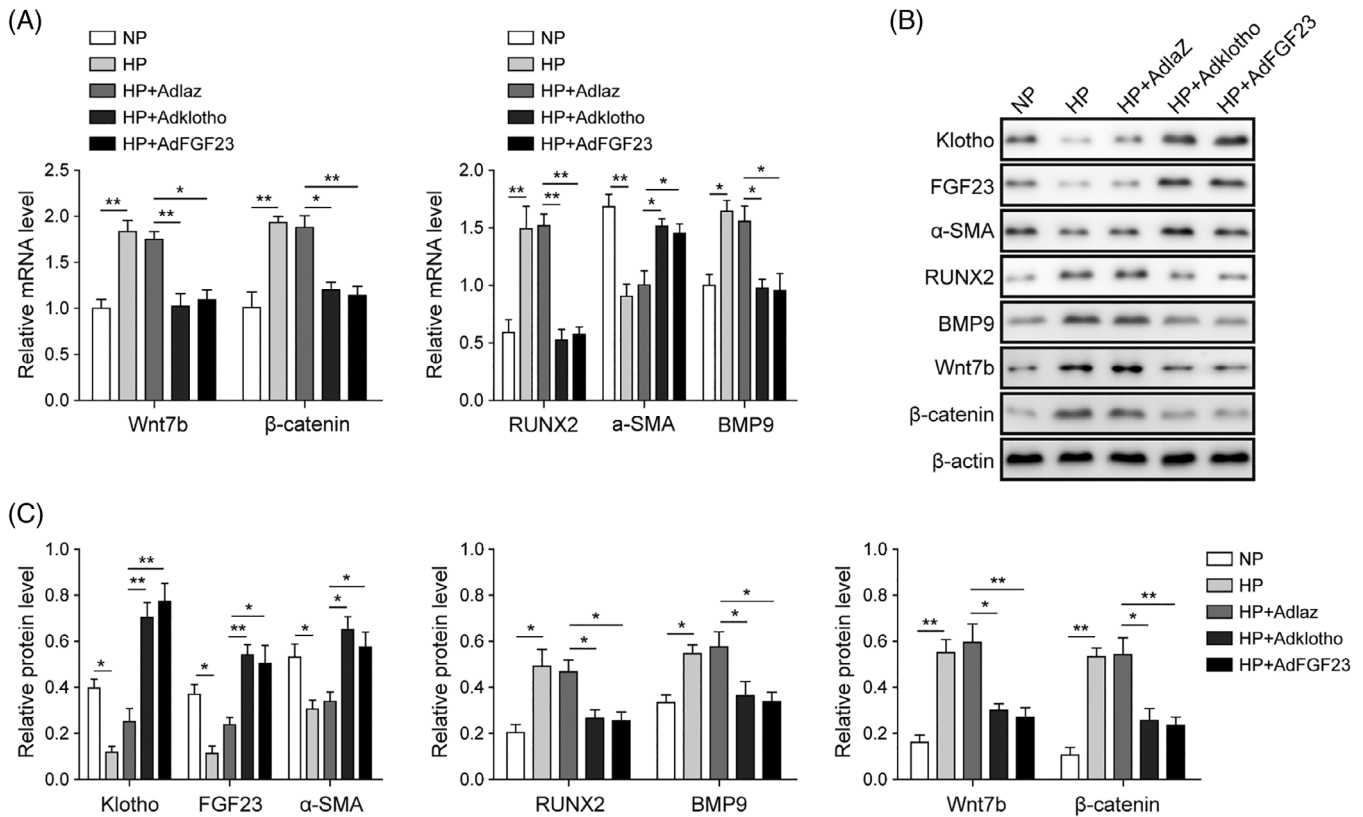 (A)
NP
HP
HP+Adlaz
HP+Adklotho
HP+AdFGF23
Relative mRNA level
2.5
2.0
1.5
1.0
0.5
0.0
** ** * ** * **
Wnt7b β-catenin
NP
HP
HP+Adlaz
HP+Adklotho
HP+AdFGF23
Relative mRNA level
2.0
1.5
1.0
0.5
0.0
** ** ** ** * * * * *
RUNX2 a-SMA BMP9
(B)
NP HP HP+AdlaZ HP+Adklotho HP+AdFGF23
Klotho
FGF23
α-SMA
RUNX2
BMP9
Wnt7b
β-catenin
β-actin
(C)
Relative protein level
1.0
0.8
0.6
0.4
0.2
0.0
* ** ** * ** * * * *
Klotho FGF23 α-SMA
Relative protein level
1.0
0.8
0.6
0.4
0.2
0.0
* * * * * *
RUNX2 BMP9
Relative protein level
1.0
0.8
0.6
0.4
0.2
0.0
** * ** ** * **
Wnt7b β-catenin
NP
HP
HP+Adlaz
HP+Adklotho
HP+AdFGF23